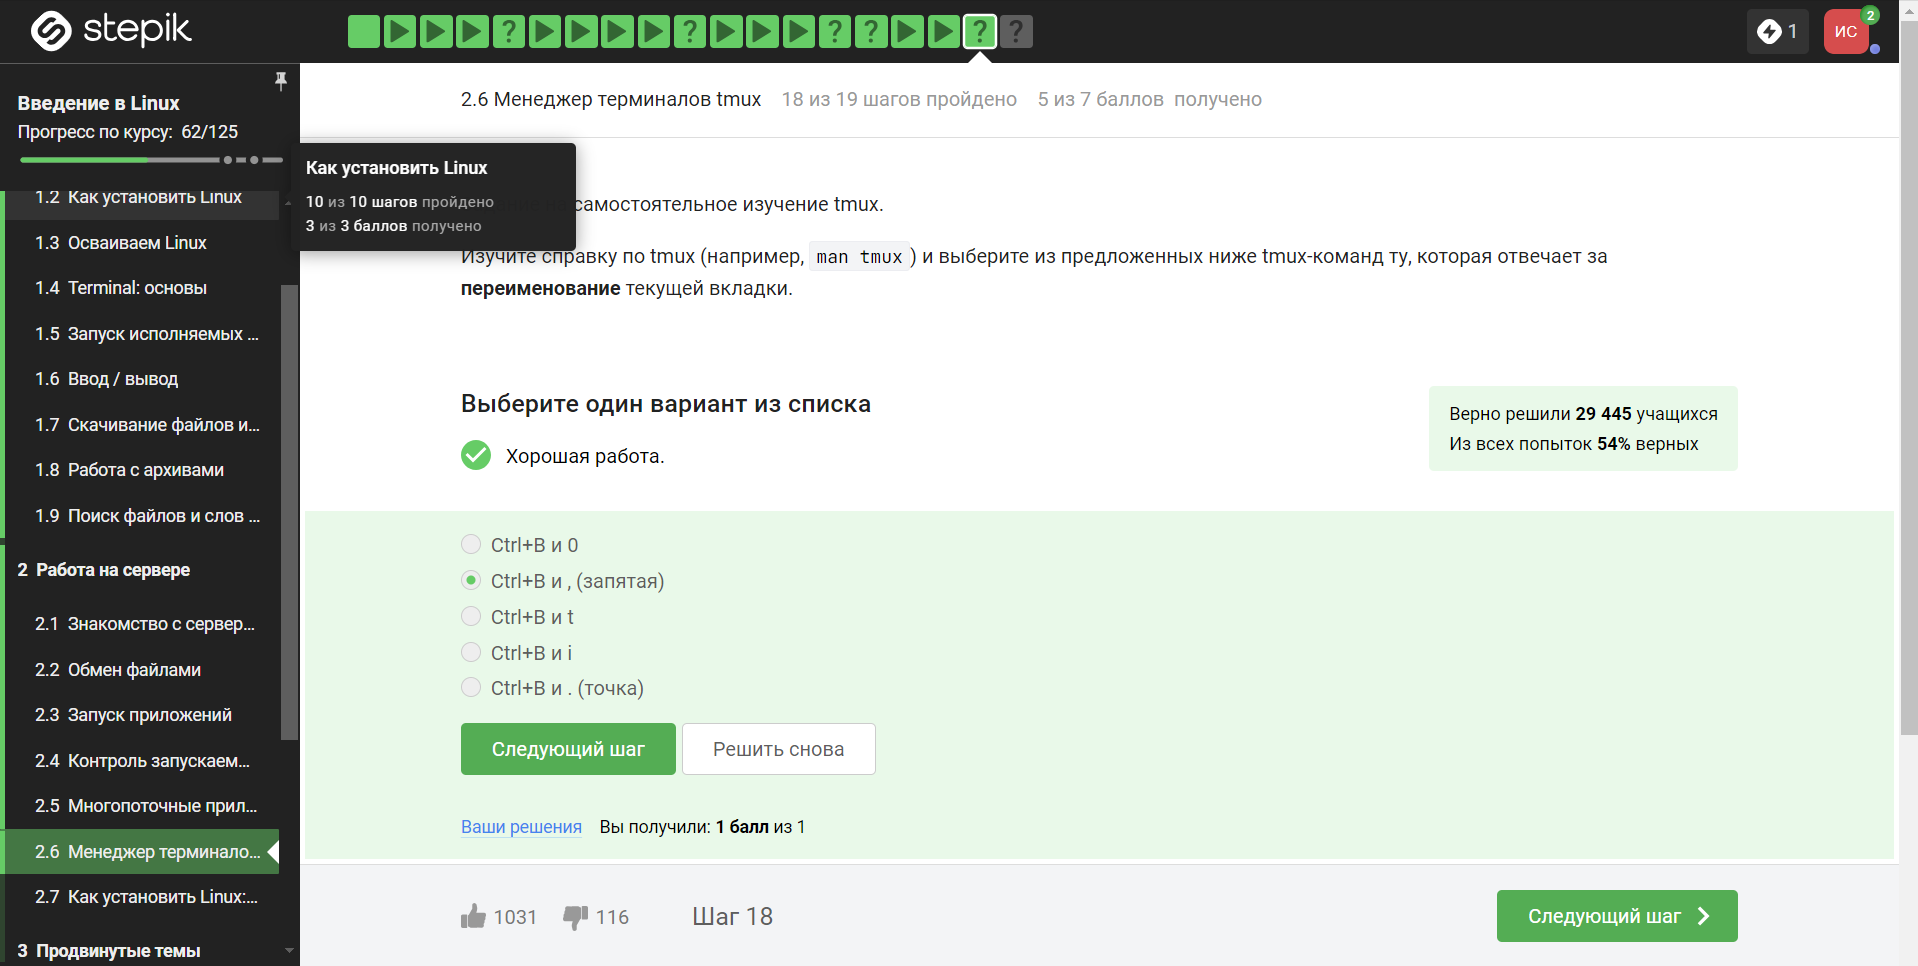 stepik
? ? ? ? ? ?
1
ИС
2
Введение в Linux
Прогресс по курсу: 62/125
1.2 Как установить Linux
1.3 Осваиваем Linux
1.4 Terminal: основы
1.5 Запуск исполняемых ...
1.6 Ввод / вывод
1.7 Скачивание файлов и...
1.8 Работа с архивами
1.9 Поиск файлов и слов ...
2 Работа на сервере
2.1 Знакомство с сервер...
2.2 Обмен файлами
2.3 Запуск приложений
2.4 Контроль запускаем...
2.5 Многопоточные прил...
2.6 Менеджер терминало...
2.7 Как установить Linux:...
3 Продвинутые темы
Как установить Linux
10 из 10 шагов пройдено
3 из 3 баллов получено
2.6 Менеджер терминалов tmux 18 из 19 шагов пройдено 5 из 7 баллов получено
самостоятельное изучение tmux.
Изучите справку по tmux (например, man tmux ) и выберите из предложенных ниже tmux-команд ту, которая отвечает за
переименование текущей вкладки.
Выберите один вариант из списка
Хорошая работа.
Верно решили 29 445 учащихся
Из всех попыток 54% верных
Ctrl+B и 0
Ctrl+B и , (запятая)
Ctrl+B и t
Ctrl+B и i
Ctrl+B и . (точка)
Следующий шаг
Решить снова
Ваши решения Вы получили: 1 балл из 1
1031
116
Шаг 18
Следующий шаг